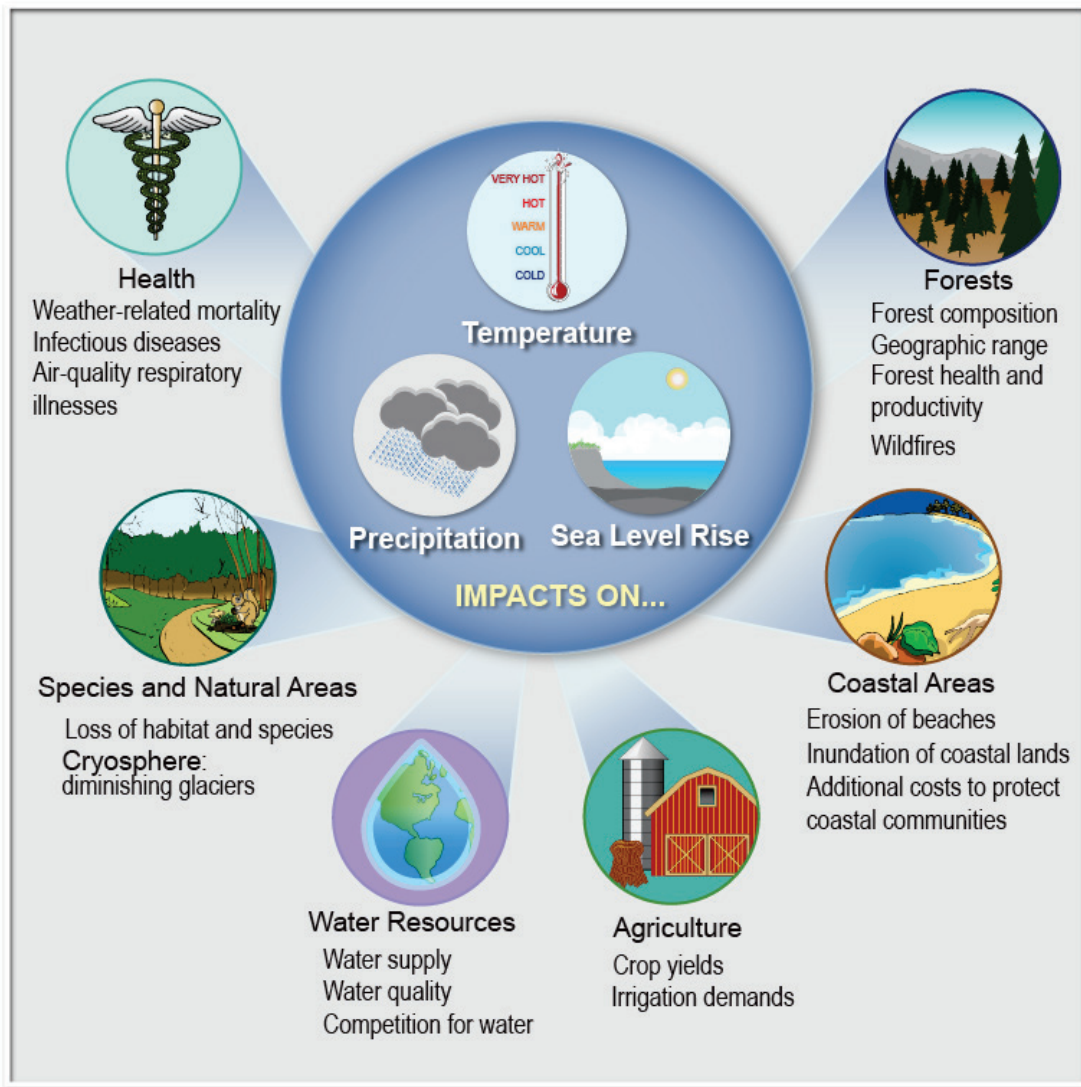 VERY HOT
HOT
WARM
COOL
COLD
Temperature
Precipitation
Sea Level Rise
IMPACTS ON...
Health
Weather-related mortality
Infectious diseases
Air-quality respiratory
illnesses
Species and Natural Areas
Loss of habitat and species
Cryosphere:
diminishing glaciers
Water Resources
Water supply
Water quality
Competition for water
Agriculture
Crop yields
Irrigation demands
Coastal Areas
Erosion of beaches
Inundation of coastal lands
Additional costs to protect
coastal communities
Forests
Forest composition
Geographic range
Forest health and
productivity
Wildfires